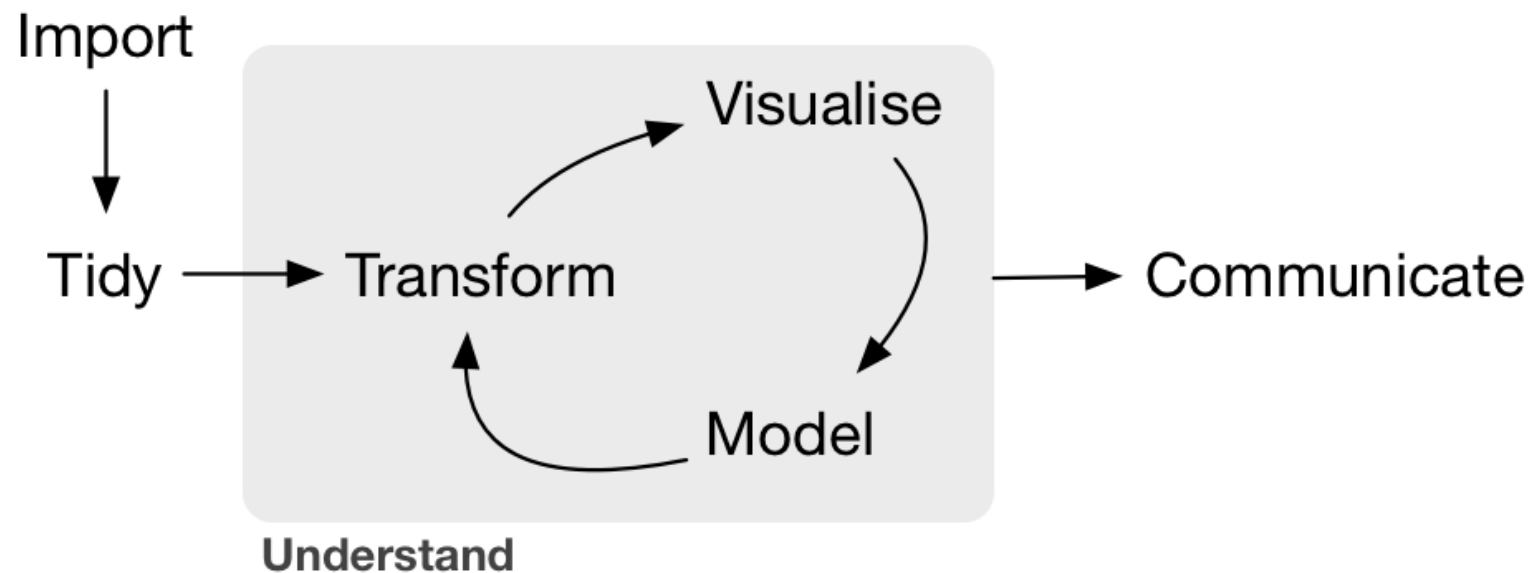 Import
Visualise
Tidy
Transform
Communicate
Model
Understand